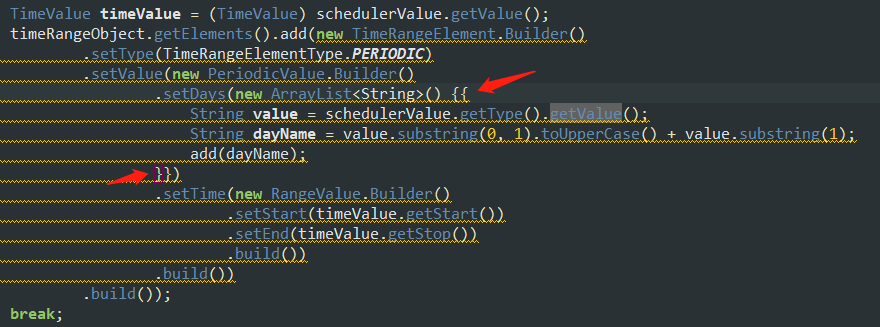 TimeValue timeValue = (TimeValue) schedulerValue.getValue();
timeRangeObject.getElements().add(new TimeRangeElement.Builder()
.setType(TimeRangeElementType.PERIODIC)
.setValue(new PeriodicValue.Builder()
.setDays(new ArrayList<String>() {{
String value = schedulerValue.getType().getValue();
String dayName = value.substring(0, 1).toUpperCase() + value.substring(1);
add(dayName);
}})
.setTime(new RangeValue.Builder()
.setStart(timeValue.getStart())
.setEnd(timeValue.getStop())
.build())
.build())
.build());
break;